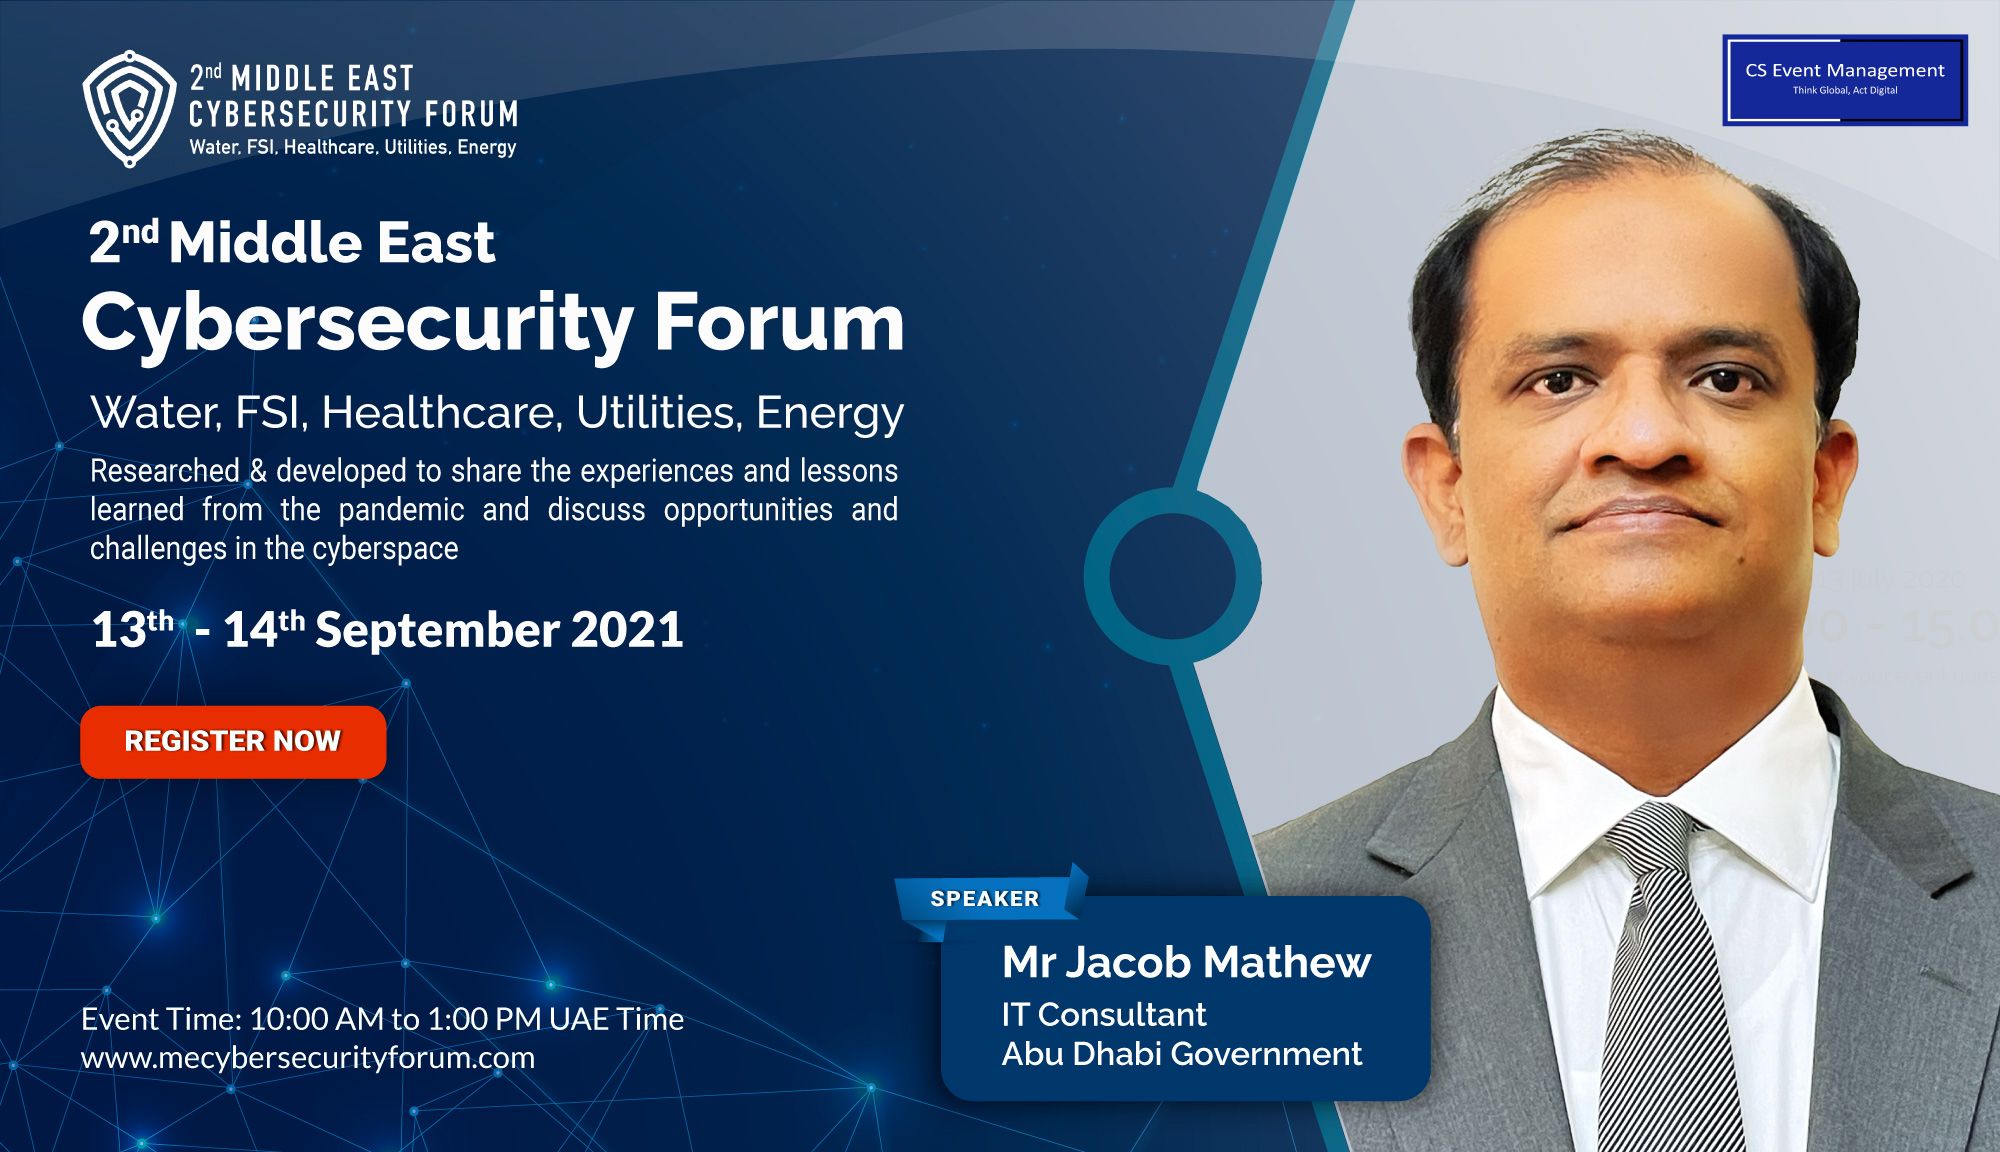 2nd MIDDLE EAST
CYBERSECURITY FORUM
Water, FSI, Healthcare, Utilities, Energy
CS Event Management
Think Global, Act Digital
2nd Middle East
Cybersecurity Forum
Water, FSI, Healthcare, Utilities, Energy
Researched & developed to share the experiences and lessons
learned from the pandemic and discuss opportunities and
challenges in the cyberspace
13th - 14th September 2021
REGISTER NOW
13 July 2020
SPEAKER
Mr Jacob Mathew
IT Consultant
Abu Dhabi Government
Event Time: 10:00 AM to 1:00 PM UAE Time
www.mecybersecurityforum.com